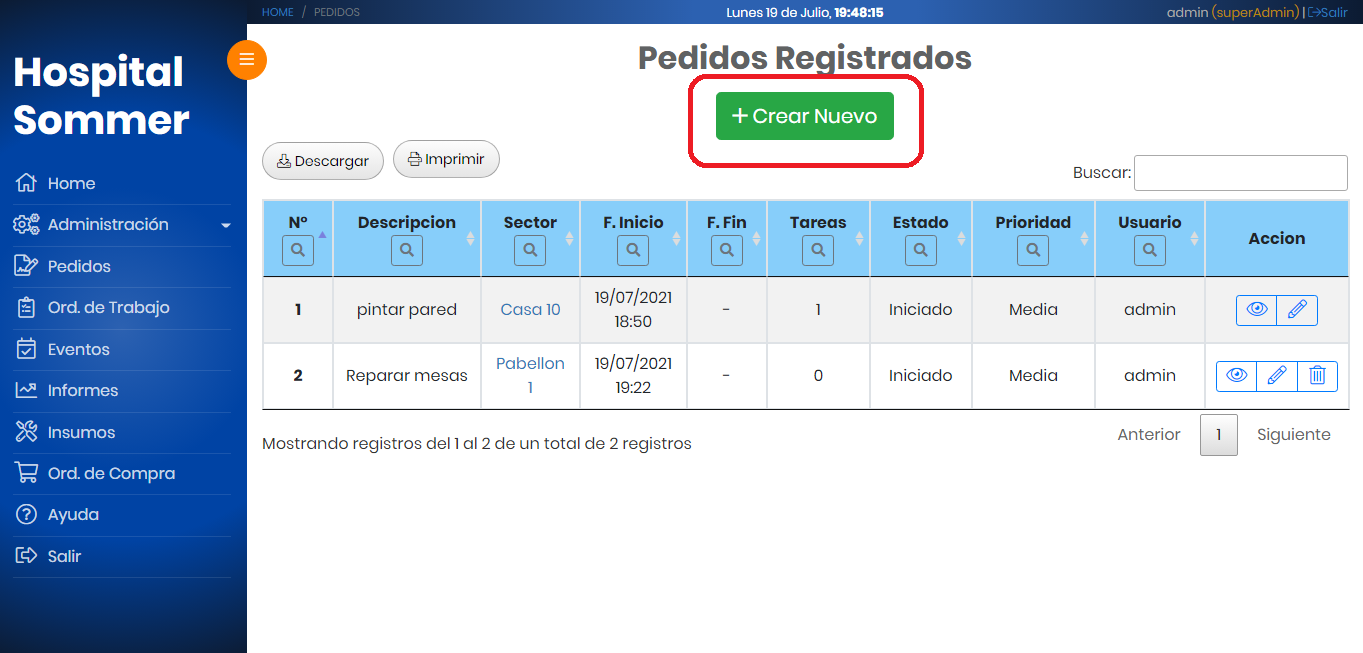 HOME / PEDIDOS
Lunes 19 de Julio, 19:48:15
admin (superAdmin) | Salir
Hospital
Sommer
Home
Administración
Pedidos
Ord. de Trabajo
Eventos
Informes
Insumos
Ord. de Compra
Ayuda
Salir
Pedidos Registrados
+ Crear Nuevo
Descargar
Imprimir
Buscar:
Nº Descripcion Sector F. Inicio F. Fin Tareas Estado Prioridad Usuario Accion
1 pintar pared Casa 10 19/07/2021 18:50 - 1 Iniciado Media admin
2 Reparar mesas Pabellon 1 19/07/2021 19:22 - 0 Iniciado Media admin
Mostrando registros del 1 al 2 de un total de 2 registros
Anterior 1 Siguiente